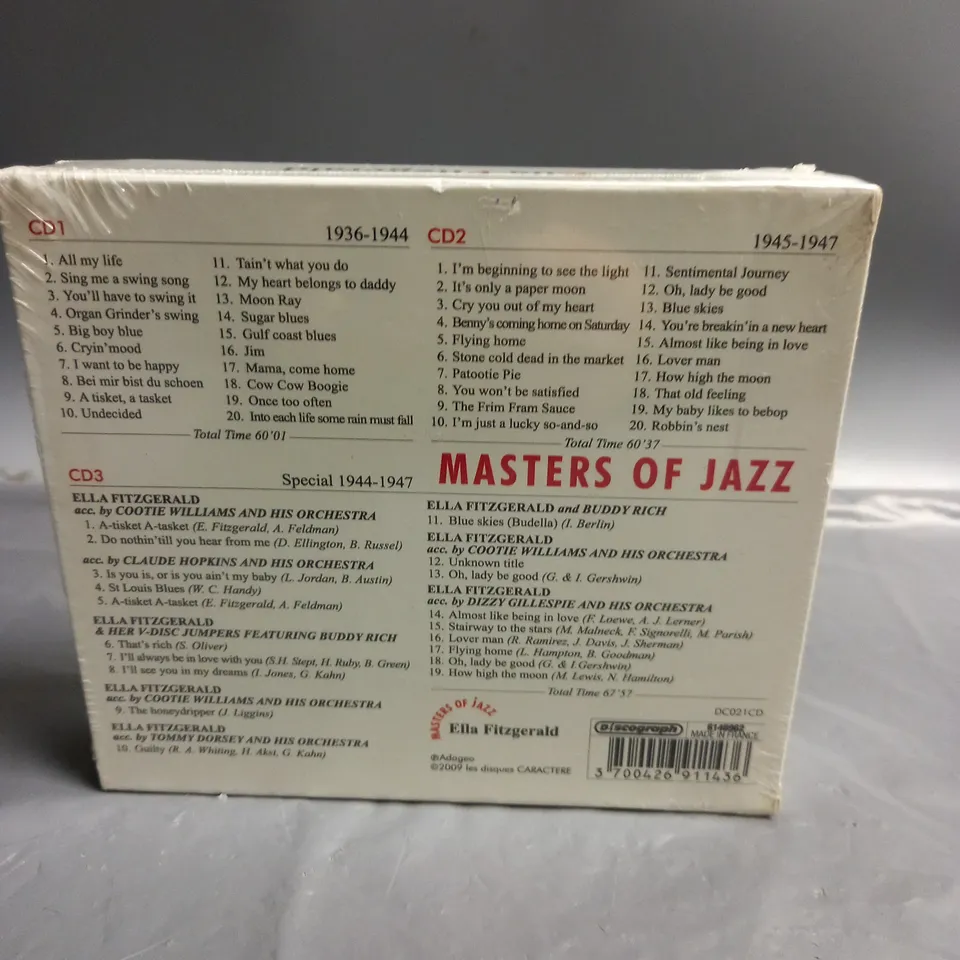 CD1 1936-1944
1. All my life
2. Sing me a swing song
3. You'll have to swing it
4. Organ Grinder's swing
5. Big boy blue
6. Cryin'mood
7. I want to be happy
8. Bei mir bist du schoen
9. A tisket, a tasket
10. Undecided
11. Tain't what you do
12. My heart belongs to daddy
13. Moon Ray
14. Sugar blues
15. Gulf coast blues
16. Jim
17. Mama, come home
18. Cow Cow Boogie
19. Once too often
20. Into each life some rain must fall
Total Time 60'01
CD2 1945-1947
1. I'm beginning to see the light
2. It's only a paper moon
3. Cry you out of my heart
4. Benny's coming home on Saturday
5. Flying home
6. Stone cold dead in the market
7. Patootie Pie
8. You won't be satisfied
9. The Frim Fram Sauce
10. I'm just a lucky so-and-so
11. Sentimental Journey
12. Oh, lady be good
13. Blue skies
14. You're breakin'in a new heart
15. Almost like being in love
16. Lover man
17. How high the moon
18. That old feeling
19. My baby likes to bebop
20. Robbin's nest
Total Time 60'37
MASTERS OF JAZZ
CD3 Special 1944-1947
ELLA FITZGERALD
acc. by COOTIE WILLIAMS AND HIS ORCHESTRA
1. A-tisket A-tasket (E. Fitzgerald, A. Feldman)
2. Do nothin'till you hear from me (D. Ellington, B. Russel)
acc. by CLAUDE HOPKINS AND HIS ORCHESTRA
3. Is you is, or is you ain't my baby (L. Jordan, B. Austin)
4. St Louis Blues (W. C. Handy)
5. A-tisket A-tasket (E. Fitzgerald, A. Feldman)
ELLA FITZGERALD
& HER V-DISC JUMPERS FEATURING BUDDY RICH
6. That's rich (S. Oliver)
7. I'll always be in love with you (S.H. Stept, H. Ruby, B. Green)
8. I'll see you in my dreams (I. Jones, G. Kahn)
ELLA FITZGERALD
acc. by COOTIE WILLIAMS AND HIS ORCHESTRA
9. The honeydripper (J. Liggins)
ELLA FITZGERALD
acc. by TOMMY DORSEY AND HIS ORCHESTRA
10. Guilty (R. A. Whiting, H. Akst, G. Kahn)
ELLA FITZGERALD and BUDDY RICH
11. Blue skies (Budella) (I. Berlin)
ELLA FITZGERALD
acc. by COOTIE WILLIAMS AND HIS ORCHESTRA
12. Unknown title
13. Oh, lady be good (G. & I. Gershwin)
ELLA FITZGERALD
acc. by DIZZY GILLESPIE AND HIS ORCHESTRA
14. Almost like being in love (F. Loewe, A. J. Lerner)
15. Stairway to the stars (M. Malneck, F. Signorelli, M. Parish)
16. Lover man (R. Ramirez, J. Davis, J. Sherman)
17. Flying home (L. Hampton, B. Goodman)
18. Oh, lady be good (G. & I. Gershwin)
19. How high the moon (M. Lewis, N. Hamilton)
Total Time 67'57
DC021CD
MASTERS OF JAZZ
Ella Fitzgerald
℗Adageo
©2009 les disques CARACTERE
discograph
MADE IN FRANCE
3 700426 911436